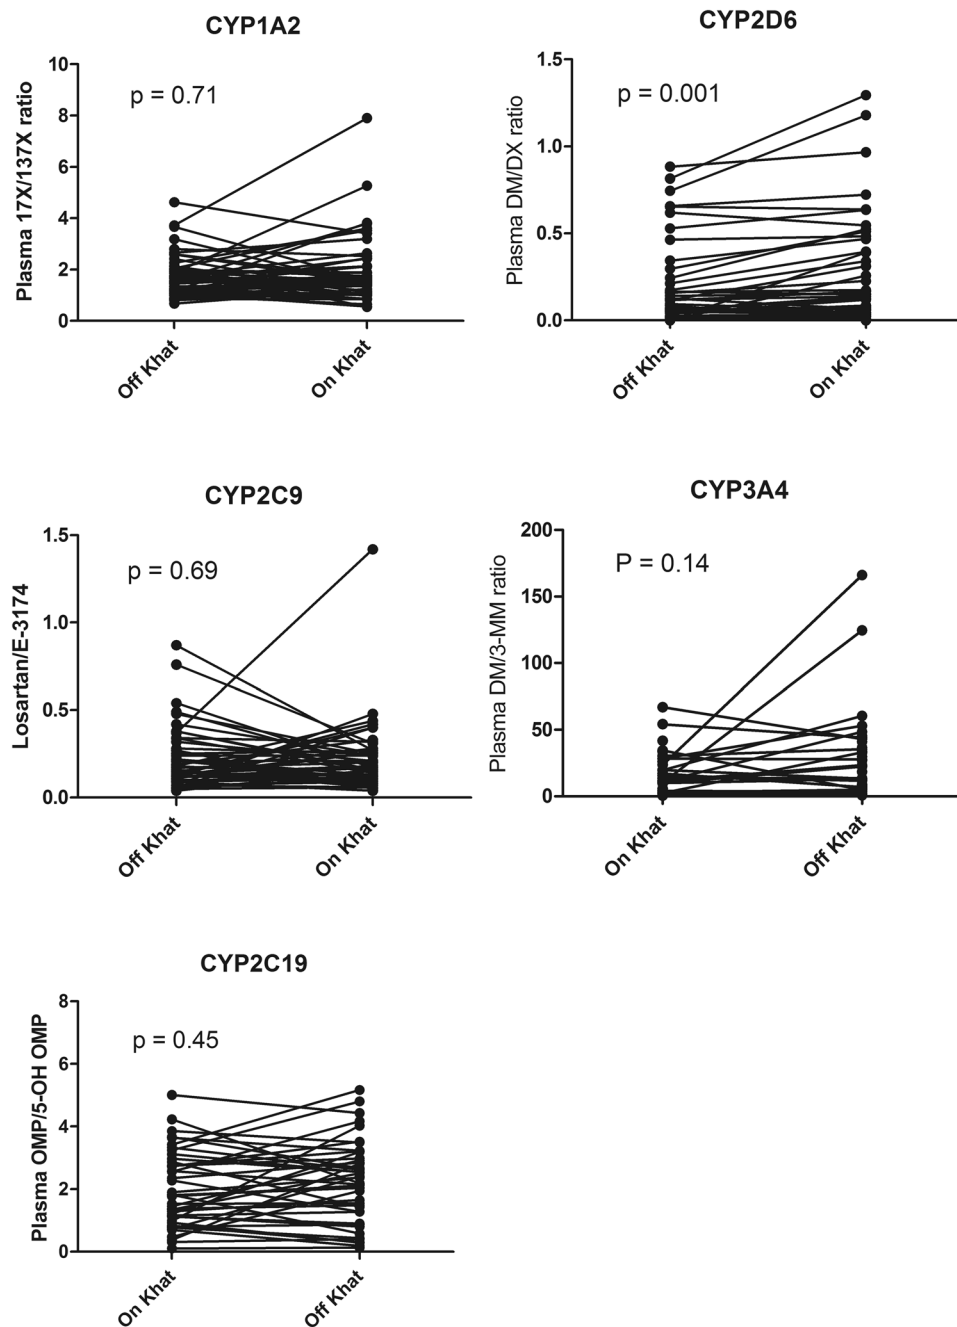 CYP1A2
Plasma 17X/137X ratio
10
8
6
4
2
0
p = 0.71
Off Khat
On Khat
CYP2D6
Plasma DM/DX ratio
1.5
1.0
0.5
0.0
p = 0.001
Off Khat
On Khat
CYP2C9
Losartan/E-3174
1.5
1.0
0.5
0.0
p = 0.69
Off Khat
On Khat
CYP3A4
Plasma DM/3-MM ratio
200
150
100
50
0
P = 0.14
On Khat
Off Khat
CYP2C19
Plasma OMP/5-OH OMP
8
6
4
2
0
p = 0.45
On Khat
Off Khat